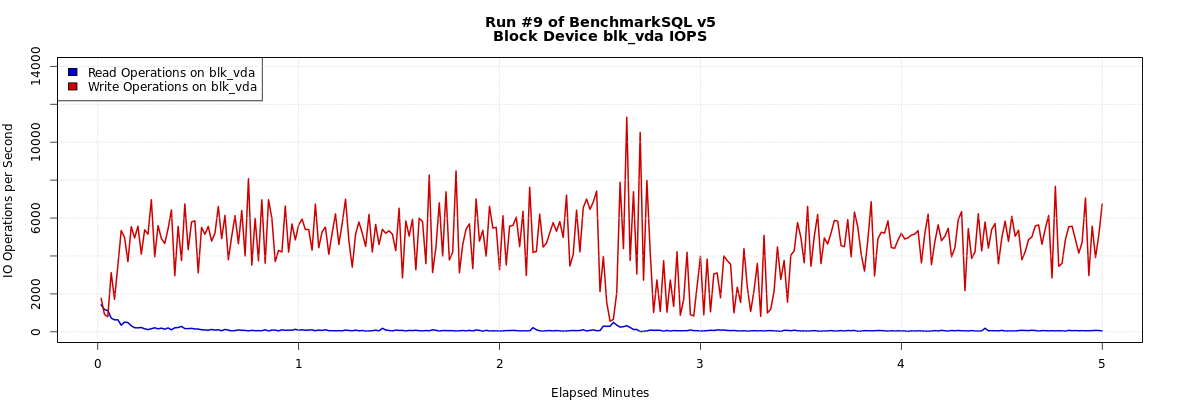 Run #9 of BenchmarkSQL v5
Block Device blk_vda IOPS
Read Operations on blk_vda
Write Operations on blk_vda
IO Operations per Second
14000
10000
6000
2000
0
0 1 2 3 4 5
Elapsed Minutes